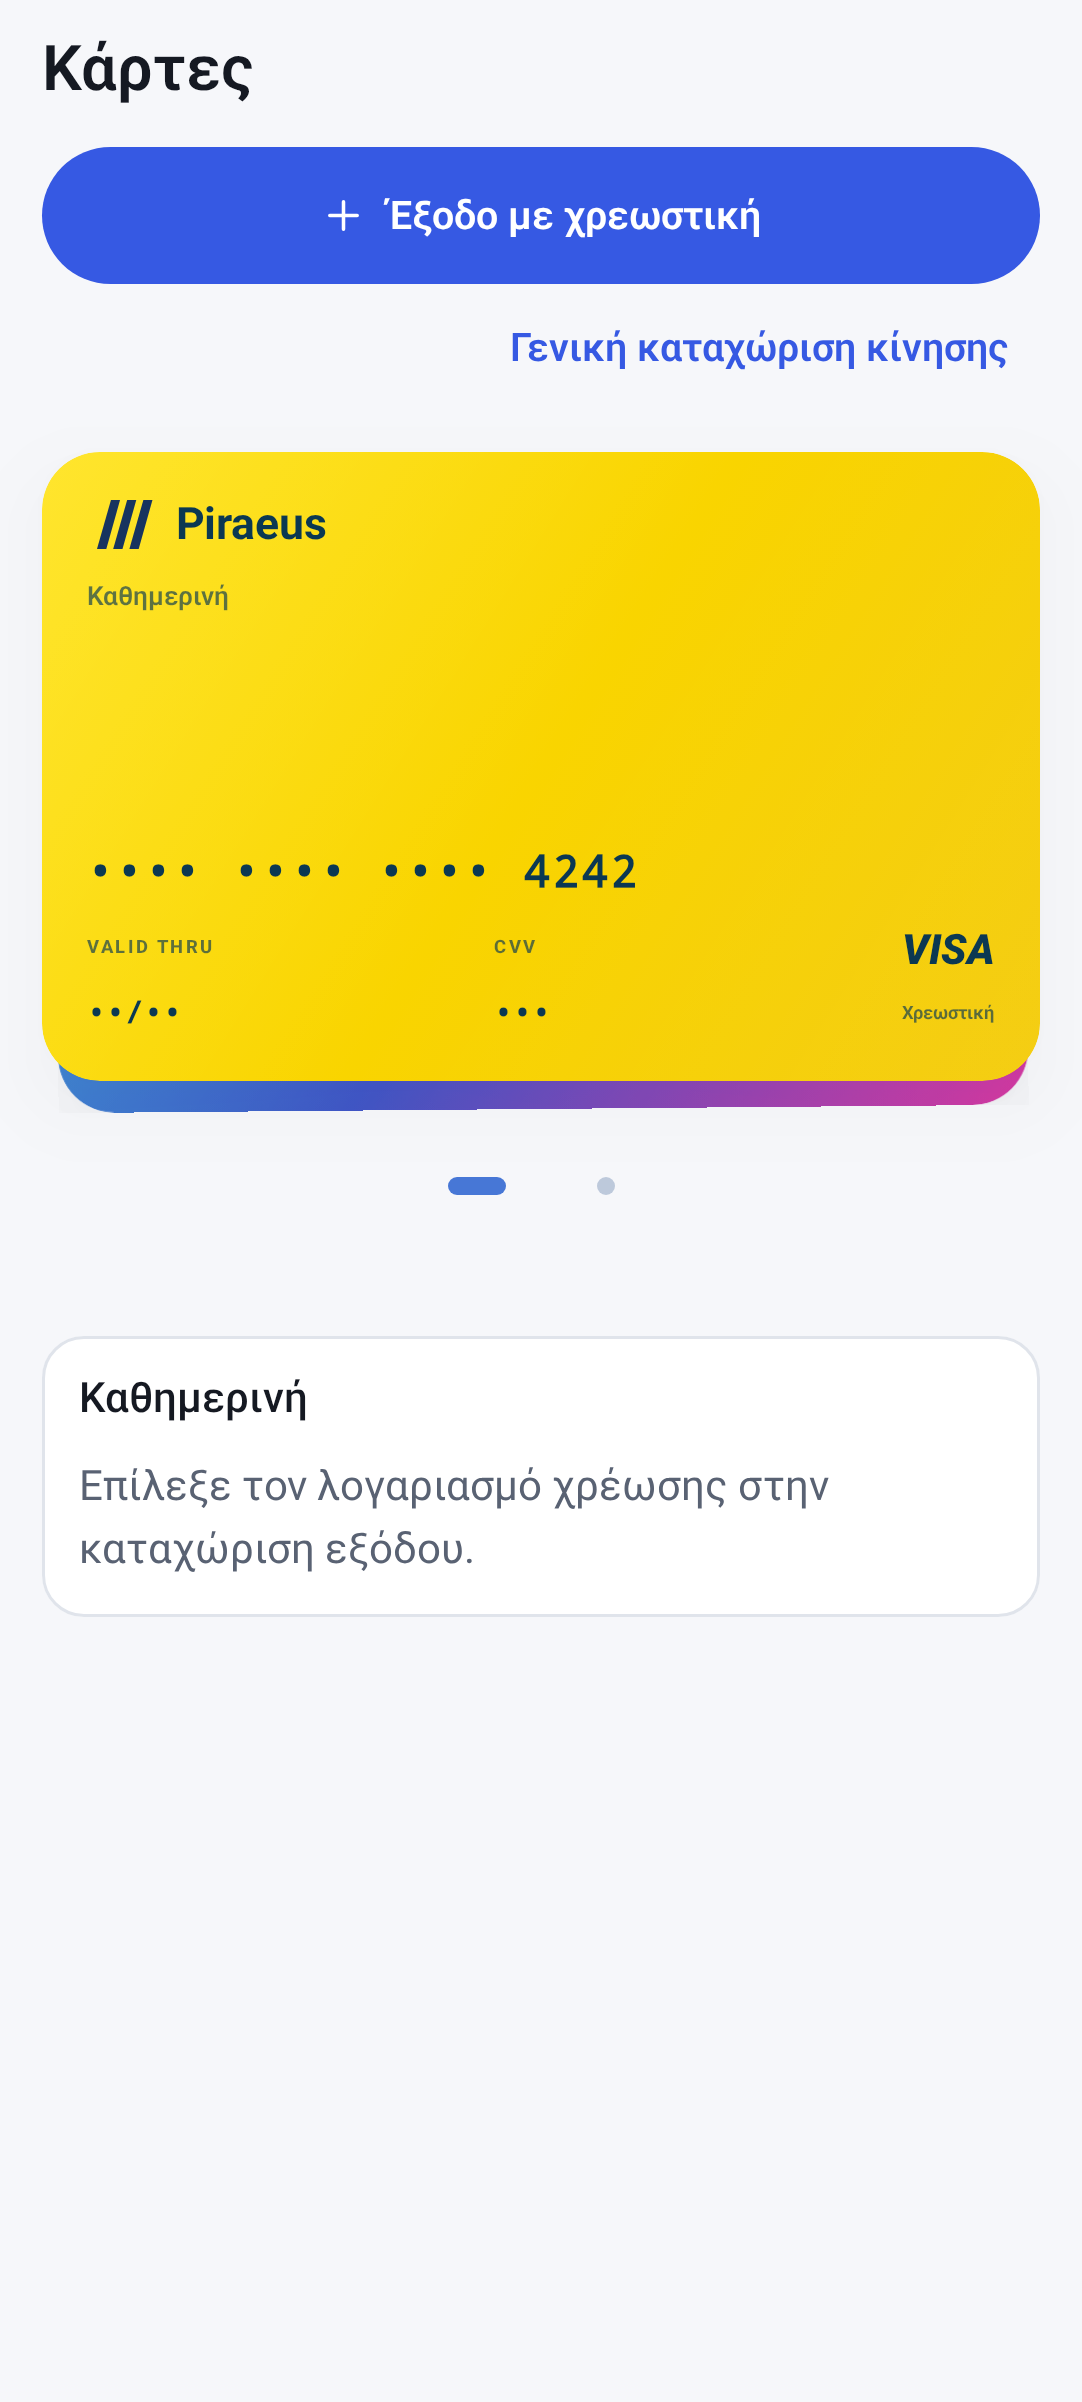 Κάρτες
+ Έξοδο με χρεωστική
Γενική καταχώριση κίνησης
Piraeus
Καθημερινή
•••• •••• •••• 4242
VALID THRU
CVV
VISA
••/••
•••
Χρεωστική
Καθημερινή
Επίλεξε τον λογαριασμό χρέωσης στην
καταχώριση εξόδου.